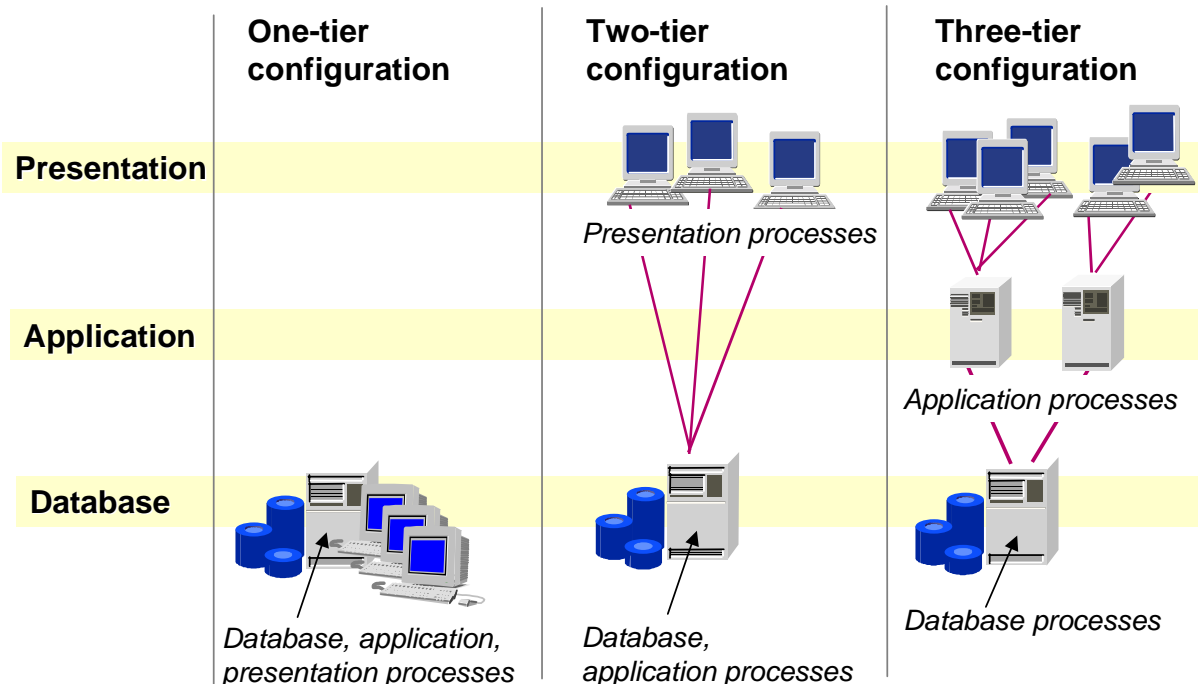 One-tier
configuration
Two-tier
configuration
Three-tier
configuration
Presentation
Presentation processes
Application
Application processes
Database
Database, application,
presentation processes
Database,
application processes
Database processes